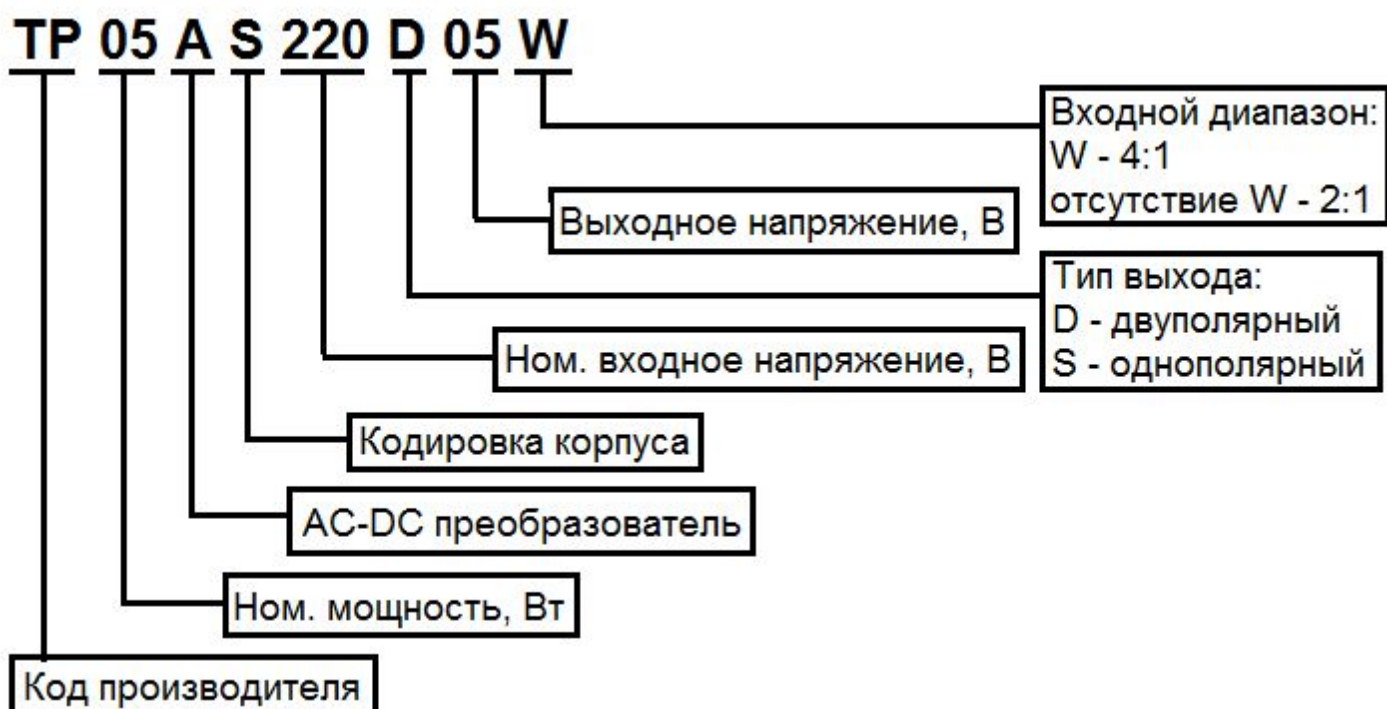 TP 05 A S 220 D 05 W
Входной диапазон:
W - 4:1
отсутствие W - 2:1
Выходное напряжение, В
Тип выхода:
D - двуполярный
S - однополярный
Ном. входное напряжение, В
Кодировка корпуса
AC-DC преобразователь
Ном. мощность, Вт
Код производителя